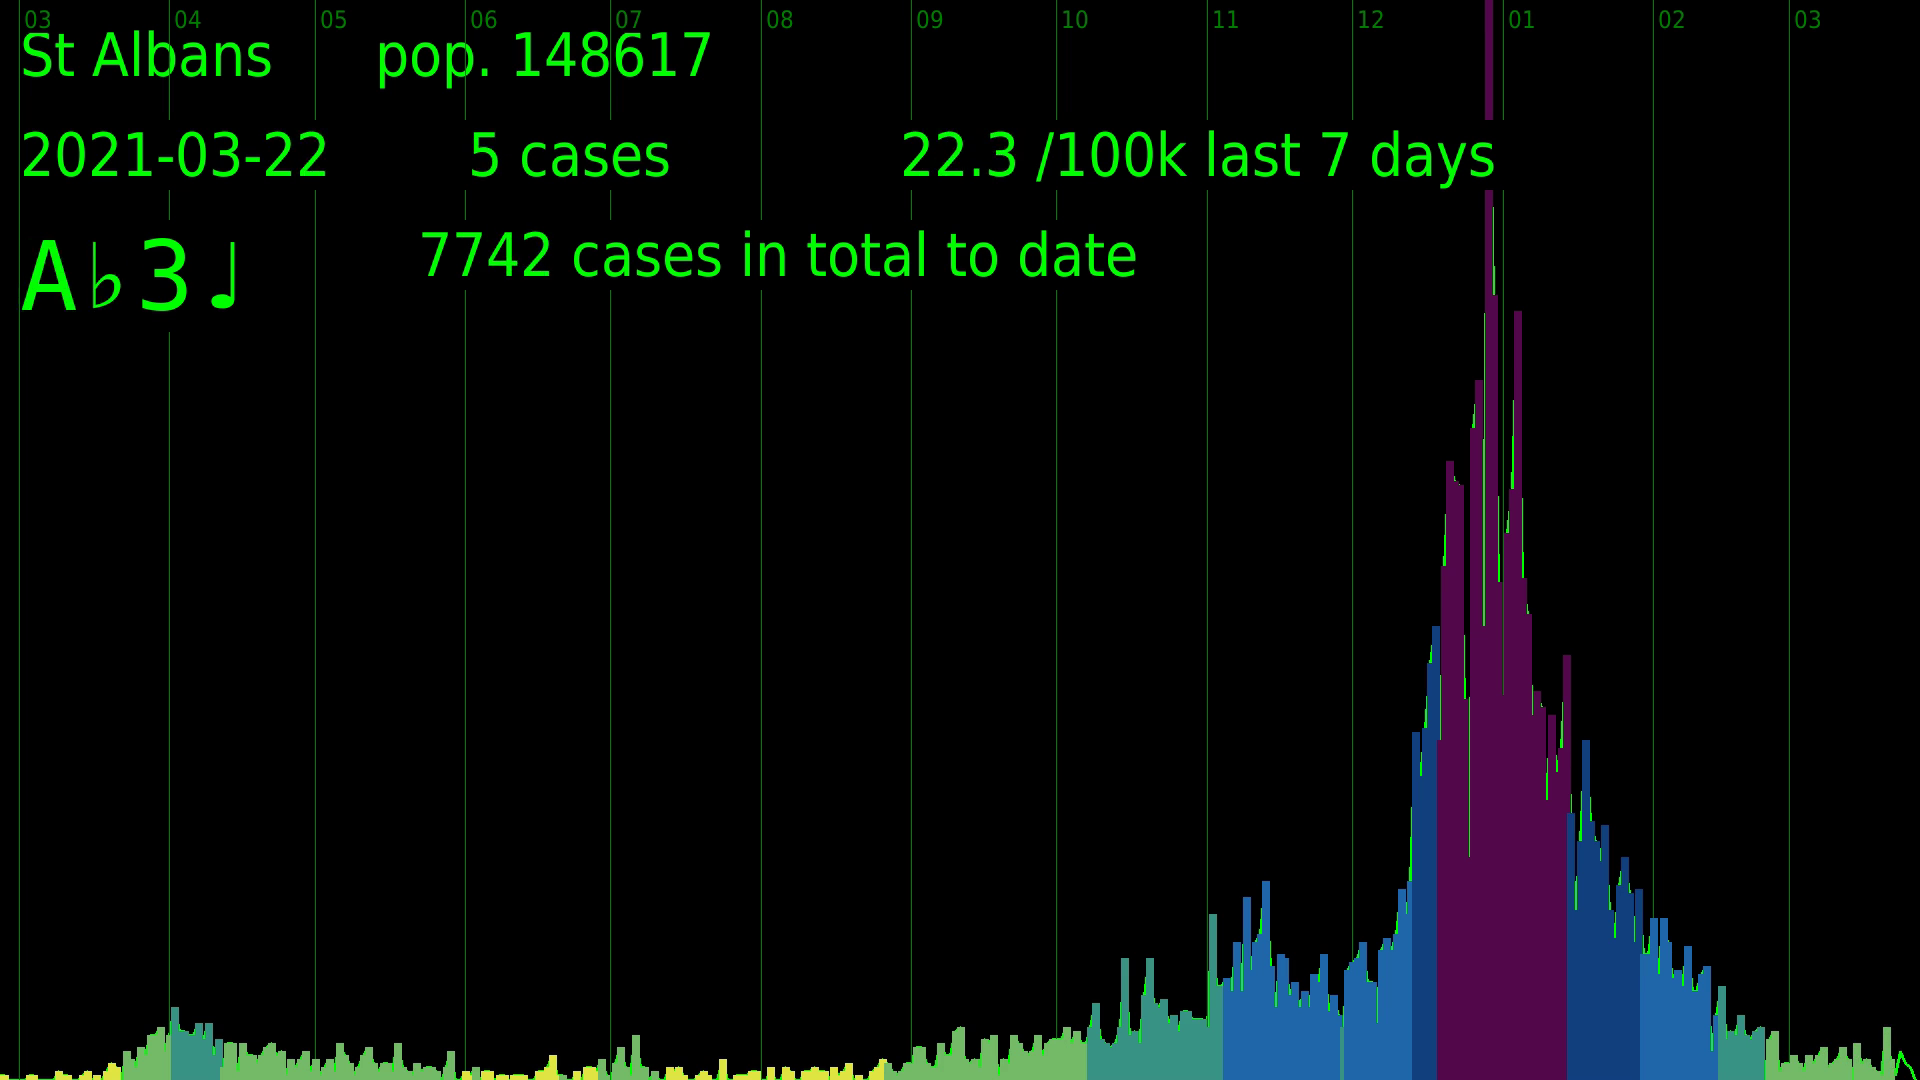 03 04 05 06 07 08 09 10 11 12 01 02 03
St Albans pop. 148617
2021-03-22 5 cases 22.3 /100k last 7 days
A♭3♩ 7742 cases in total to date